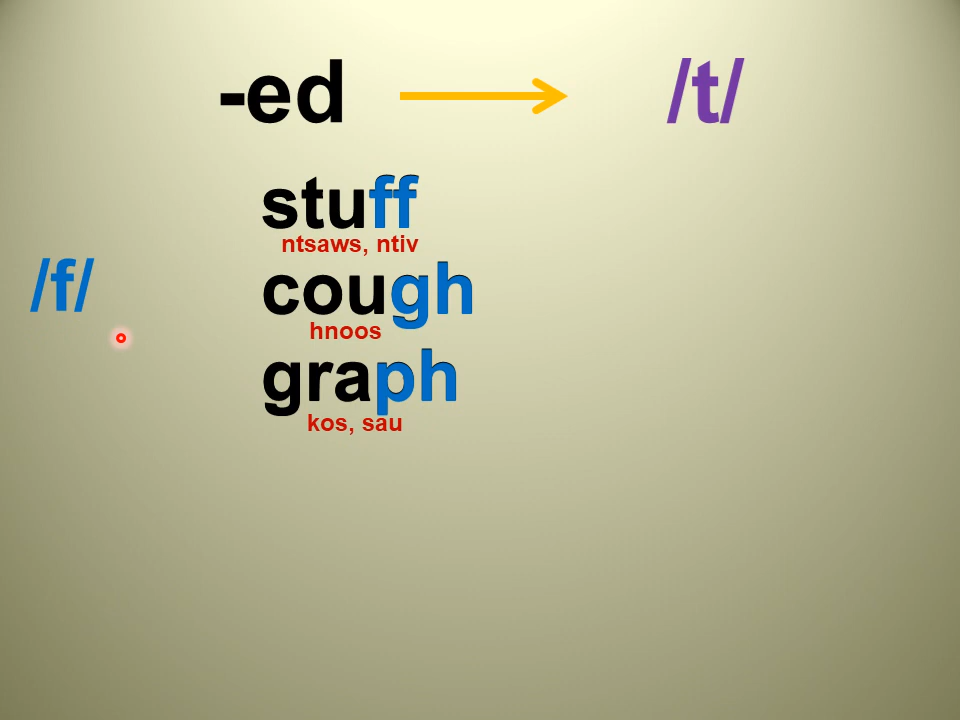 -ed /t/
stuff
ntsaws, ntiv
/f/
cough
hnoos
graph
kos, sau